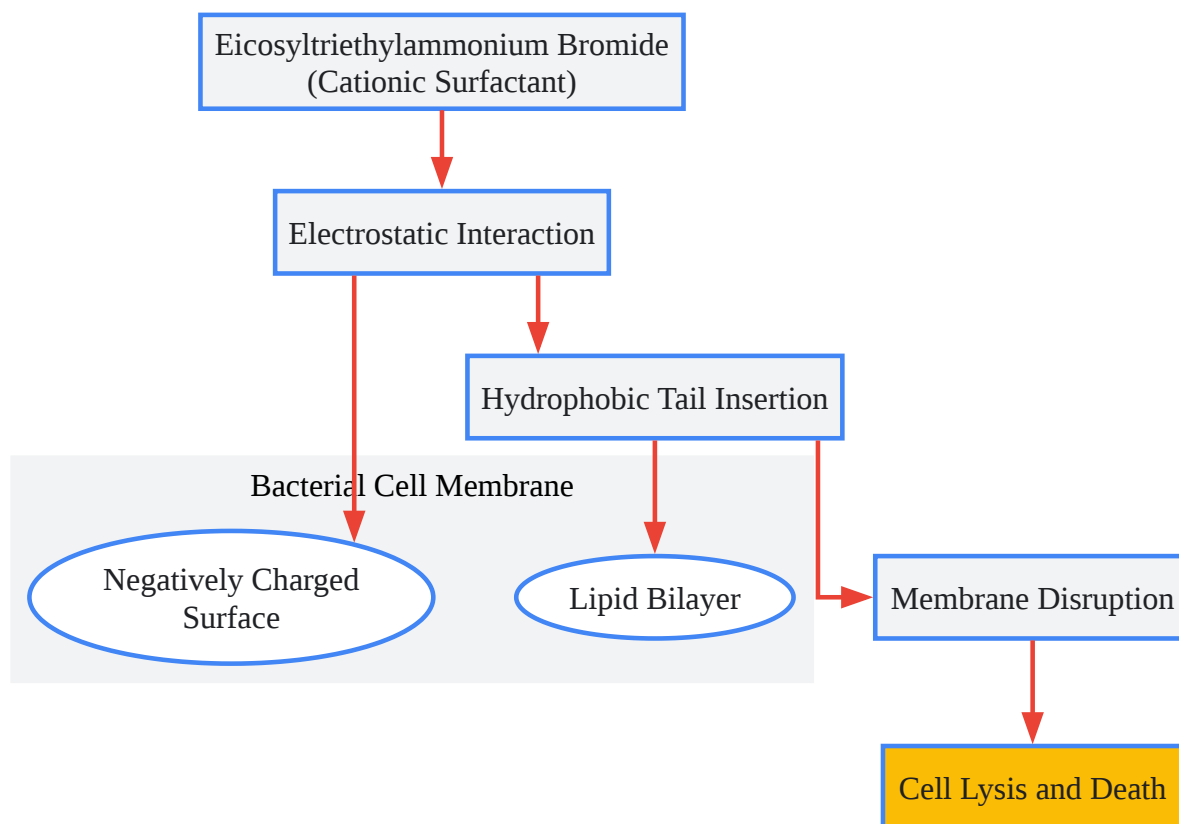 Eicosyltriethylammonium Bromide
(Cationic Surfactant)
Electrostatic Interaction
Hydrophobic Tail Insertion
Bacterial Cell Membrane
Negatively Charged
Surface
Lipid Bilayer
Membrane Disruption
Cell Lysis and Death